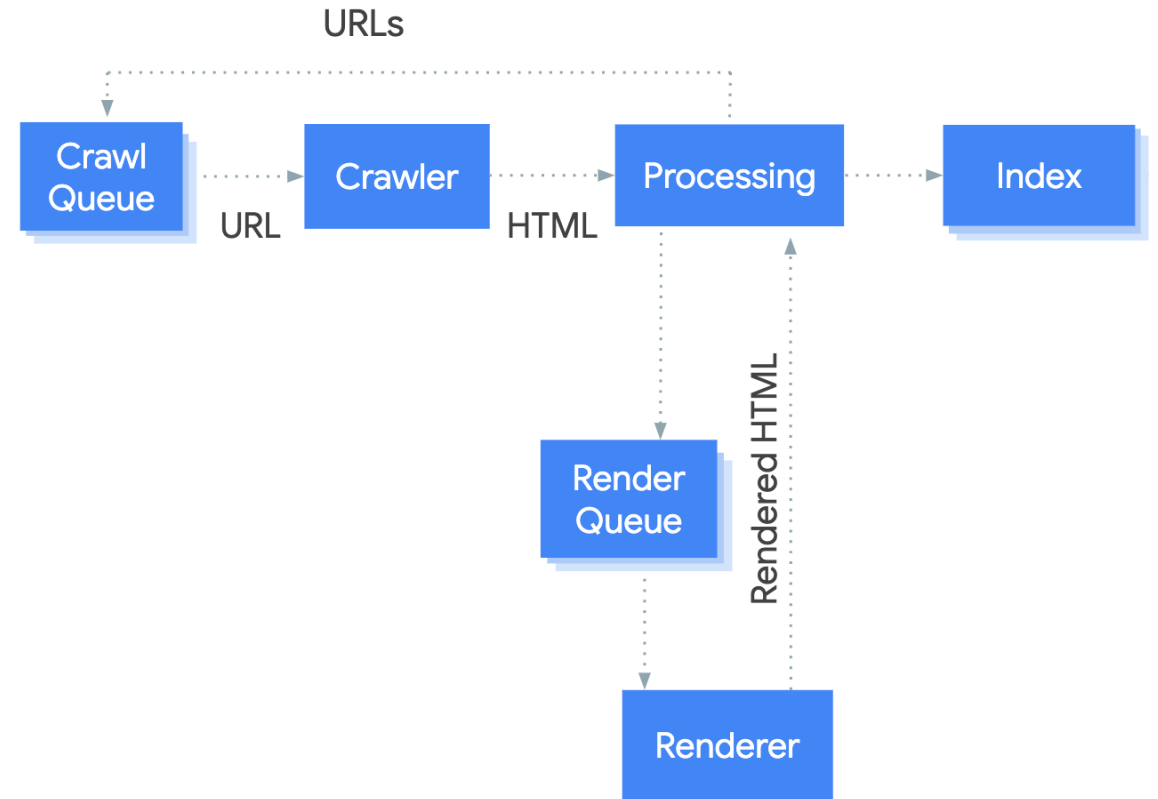 URLs
Crawl
Queue
URL
Crawler
HTML
Processing
Index
Render
Queue
Rendered HTML
Renderer